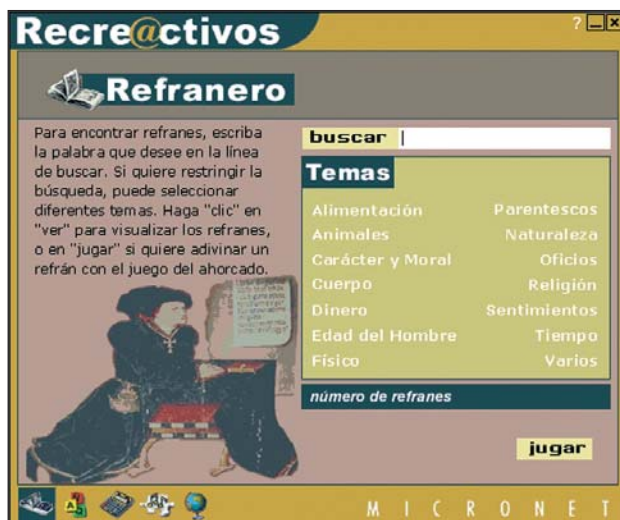 Recre@ctivos
?
Refranero
Para encontrar refranes, escriba
la palabra que desee en la línea
de buscar. Si quiere restringir la
búsqueda, puede seleccionar
diferentes temas. Haga "clic" en
"ver" para visualizar los refranes,
o en "jugar" si quiere adivinar un
refrán con el juego del ahorcado.
buscar
Temas
Alimentación Parentescos
Animales Naturaleza
Carácter y Moral Oficios
Cuerpo Religión
Dinero Sentimientos
Edad del Hombre Tiempo
Físico Varios
número de refranes
jugar
MICRONET